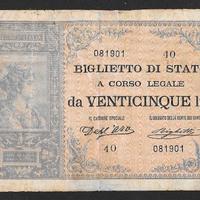 081901 40
BIGLIETTO DI STATO
A CORSO LEGALE
da VENTICINQUE
IL CASSIERE SPECIALE
40 081901